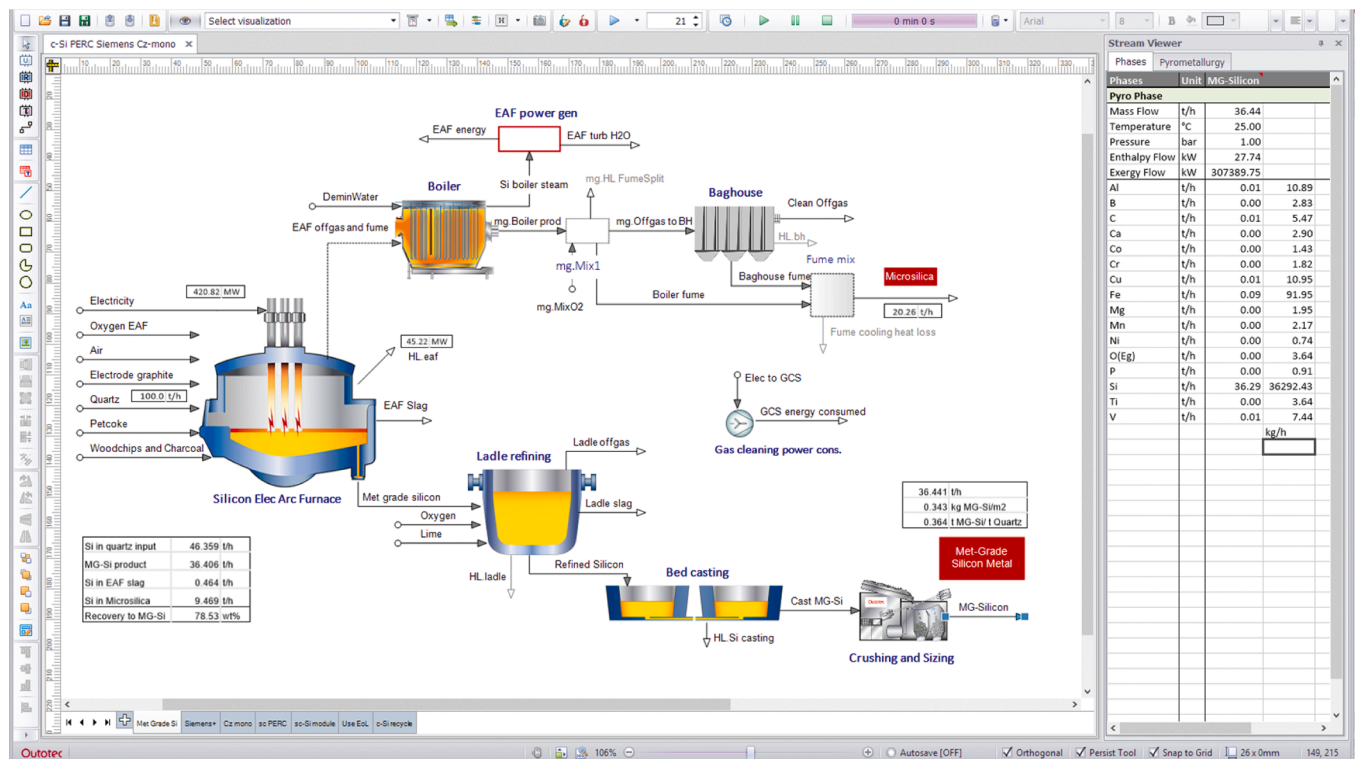 Select visualization
21
0 min 0 s
Arial
8
c-Si PERC Siemens Cz-mono
EAF power gen
EAF energy
EAF turb H2O
Si boiler steam
mg.HL FumeSplit
Boiler
DeminWater
EAF offgas and fume
mg.Boiler prod
mg.Offgas to BH
mg.Mix1
mg.MixO2
Baghouse
Clean Offgas
HL.bh
Fume mix
Baghouse fume
Boiler fume
Microsilica
20.26 t/h
Fume cooling heat loss
Electricity
420.82 MW
Oxygen EAF
Air
Electrode graphite
Quartz
100.0 t/h
Petcoke
Woodchips and Charcoal
45.22 MW
HL.eaf
EAF Slag
Silicon Elec Arc Furnace
Met grade silicon
Oxygen
Lime
Ladle refining
Ladle offgas
Ladle slag
HL.ladle
Refined Silicon
Elec to GCS
GCS energy consumed
Gas cleaning power cons.
Bed casting
Cast MG-Si
HL.Si casting
36.441 t/h
0.343 kg MG-Si/m2
0.364 t MG-Si/ t Quartz
Met-Grade
Silicon Metal
Outotec
MG-Silicon
Crushing and Sizing
Si in quartz input 46.359 t/h
MG-Si product 36.406 t/h
Si in EAF slag 0.464 t/h
Si in Microsilica 9.469 t/h
Recovery to MG-Si 78.53 wt%
Met Grade Si Siemens+ Cz mono sc PERC sc-Si module Use EoL c-Si recycle
Stream Viewer
Phases Pyrometallurgy
Phases Unit MG-Silicon
Pyro Phase
Mass Flow t/h 36.44
Temperature °C 25.00
Pressure bar 1.00
Enthalpy Flow kW 27.74
Exergy Flow kW 307389.75
Al t/h 0.01 10.89
B t/h 0.00 2.83
C t/h 0.01 5.47
Ca t/h 0.00 2.90
Co t/h 0.00 1.43
Cr t/h 0.00 1.82
Cu t/h 0.01 10.95
Fe t/h 0.09 91.95
Mg t/h 0.00 1.95
Mn t/h 0.00 2.17
Ni t/h 0.00 0.74
O(Eg) t/h 0.00 3.64
P t/h 0.00 0.91
Si t/h 36.29 36292.43
Ti t/h 0.00 3.64
V t/h 0.01 7.44
kg/h
Outotec
106%
Autosave [OFF]
Orthogonal
Persist Tool
Snap to Grid
26 x 0mm
149, 215